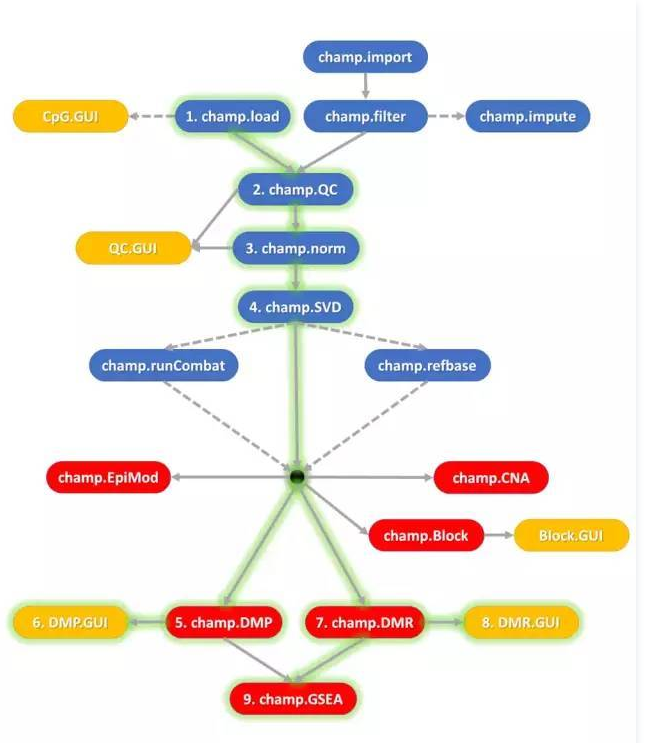 champ.import
CpG.GUI
1. champ.load
champ.filter
champ.impute
2. champ.QC
QC.GUI
3. champ.norm
4. champ.SVD
champ.runCombat
champ.refbase
champ.EpiMod
champ.CNA
champ.Block
Block.GUI
6. DMP.GUI
5. champ.DMP
7. champ.DMR
8. DMR.GUI
9. champ.GSEA